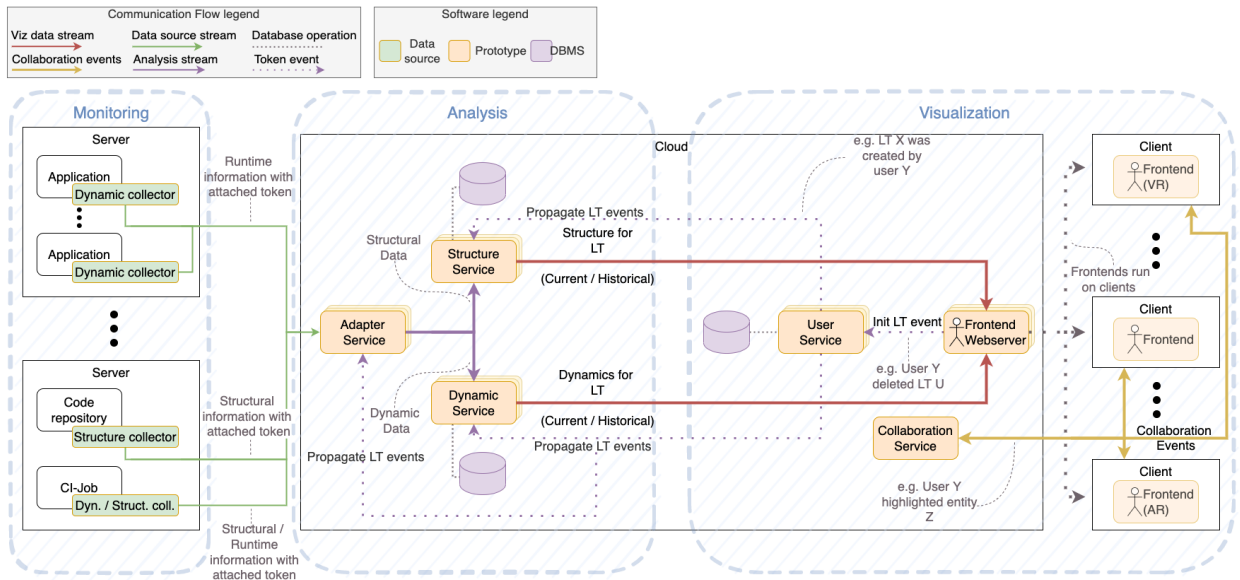 Communication Flow legend
Viz data stream
Data source stream
Database operation
Collaboration events
Analysis stream
Token event
Software legend
Data
source
Prototype
DBMS
Monitoring
Analysis
Visualization
Server
Application
Dynamic collector
Application
Dynamic collector
Server
Code
repository
Structure collector
CI-Job
Dyn. / Struct. coll.
Runtime
information with
attached token
Structural
information with
attached token
Structural /
Runtime
information with
attached token
Cloud
Adapter
Service
Structural
Data
Dynamic
Data
Structure
Service
Dynamic
Service
Propagate LT events
Structure for
LT
(Current / Historical)
Dynamics for
LT
(Current / Historical)
Propagate LT events
Propagate LT events
e.g. LT X was
created by
user Y
User
Service
Init LT event
e.g. User Y
deleted LT U
Frontend
Webserver
Collaboration
Service
e.g. User Y
highlighted entity
Z
Client
Frontend
(VR)
Frontends run
on clients
Client
Frontend
Collaboration
Events
Client
Frontend
(AR)